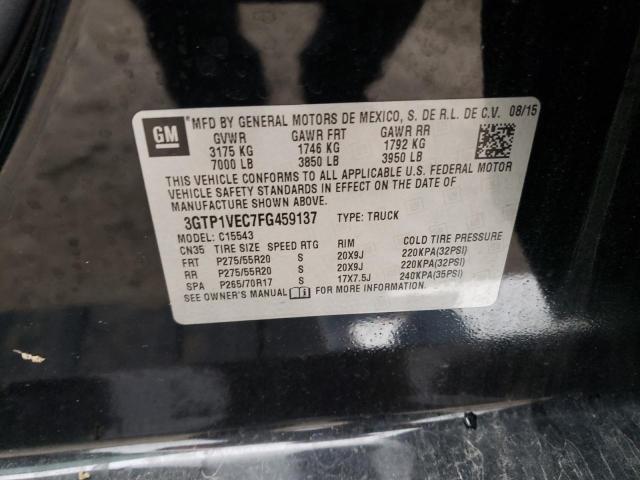 GM
® MFD BY GENERAL MOTORS DE MEXICO, S. DE R.L. DE C.V. 08/15
GVWR GAWR FRT GAWR RR
3175 KG 1746 KG 1792 KG
7000 LB 3850 LB 3950 LB
THIS VEHICLE CONFORMS TO ALL APPLICABLE U.S. FEDERAL MOTOR
VEHICLE SAFETY STANDARDS IN EFFECT ON THE DATE OF
MANUFACTURE SHOWN ABOVE.
3GTP1VEC7FG459137 TYPE: TRUCK
MODEL: C15543
CN35 TIRE SIZE SPEED RTG RIM COLD TIRE PRESSURE
FRT P275/55R20 S 20X9J 220KPA(32PSI)
RR P275/55R20 S 20X9J 220KPA(32PSI)
SPA P265/70R17 S 17X7.5J 240KPA(35PSI)
SEE OWNER'S MANUAL FOR MORE INFORMATION.